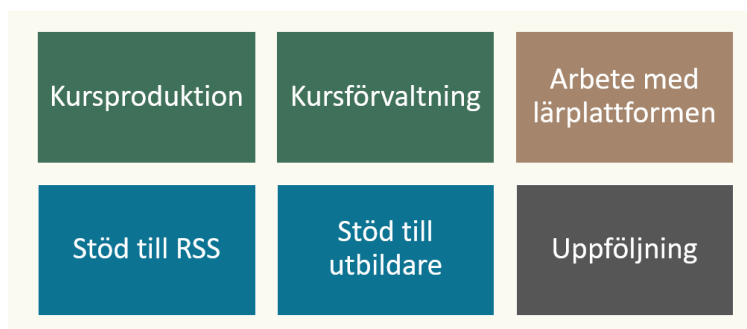 Kursproduktion
Kursförvaltning
Arbete med
lärplattformen
Stöd till RSS
Stöd till
utbildare
Uppföljning